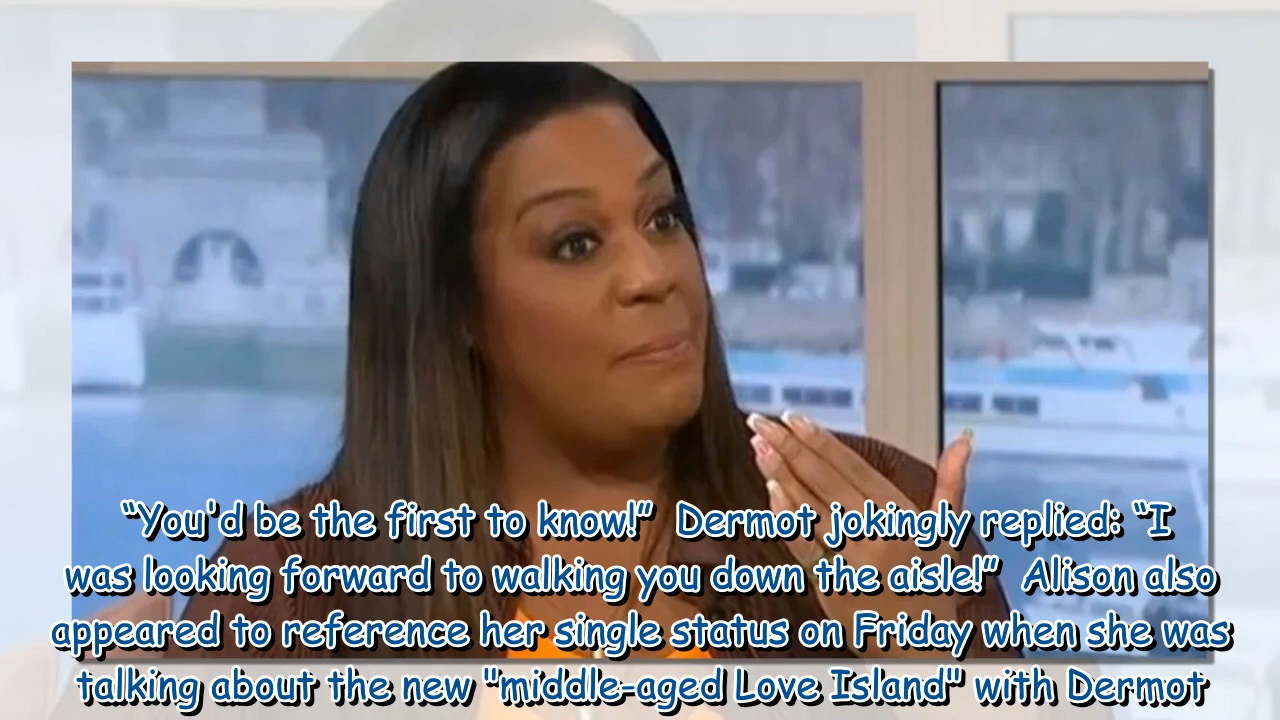 “You'd be the first to know!”  Dermot jokingly replied: “I
was looking forward to walking you down the aisle!”  Alison also
appeared to reference her single status on Friday when she was
talking about the new "middle-aged Love Island" with Dermot